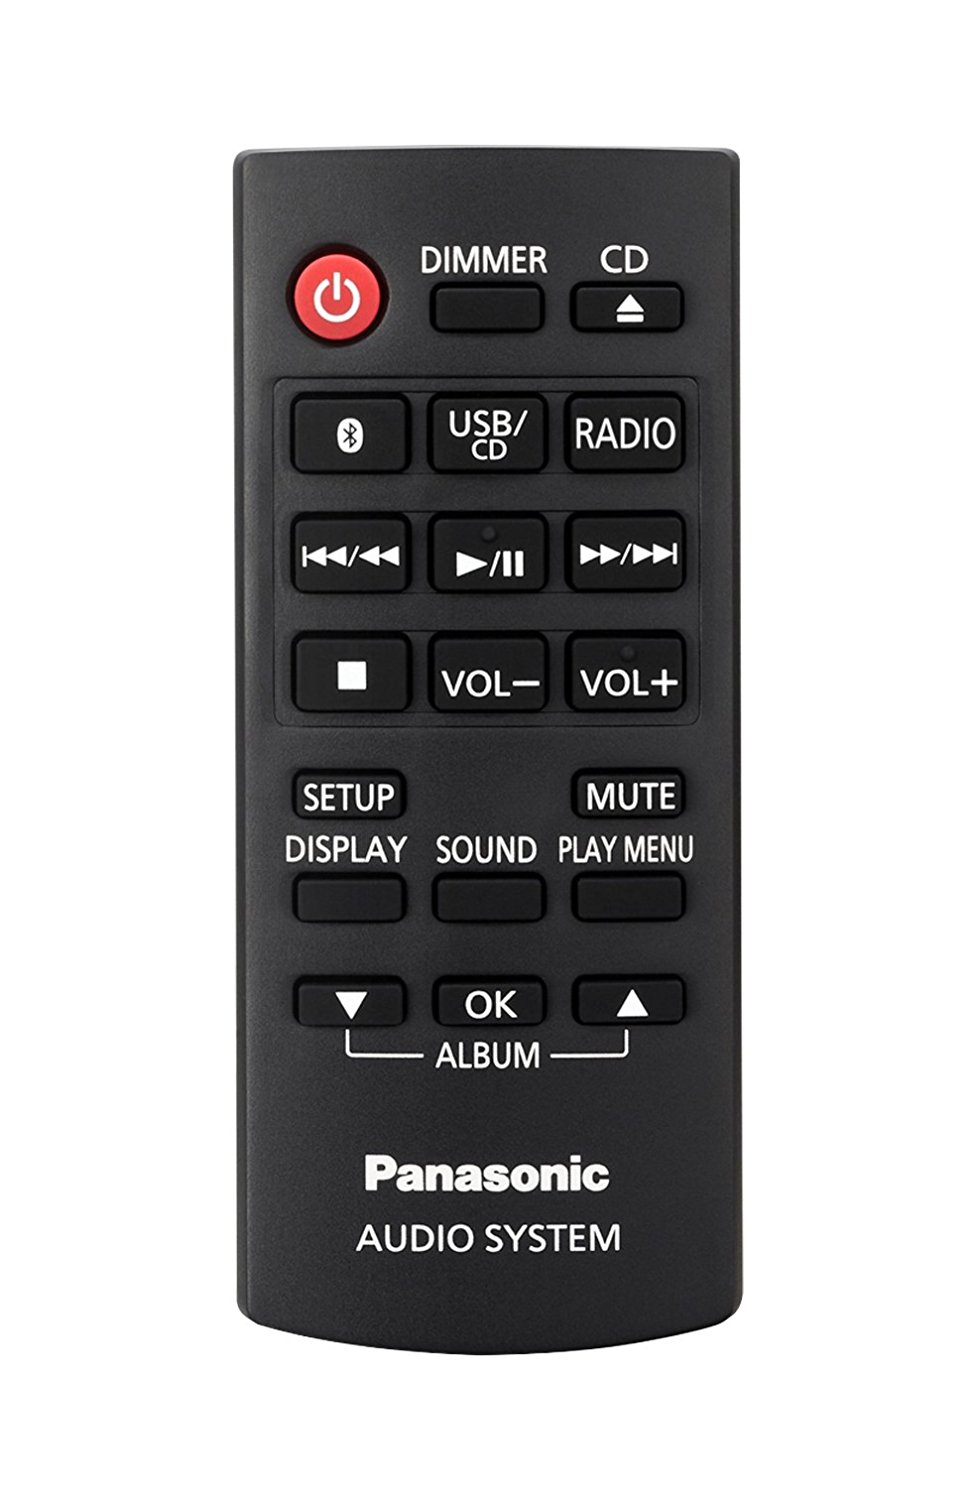 DIMMER CD
USB/
CD
RADIO
VOL− VOL+
SETUP MUTE
DISPLAY SOUND PLAY MENU
OK
ALBUM
Panasonic
AUDIO SYSTEM